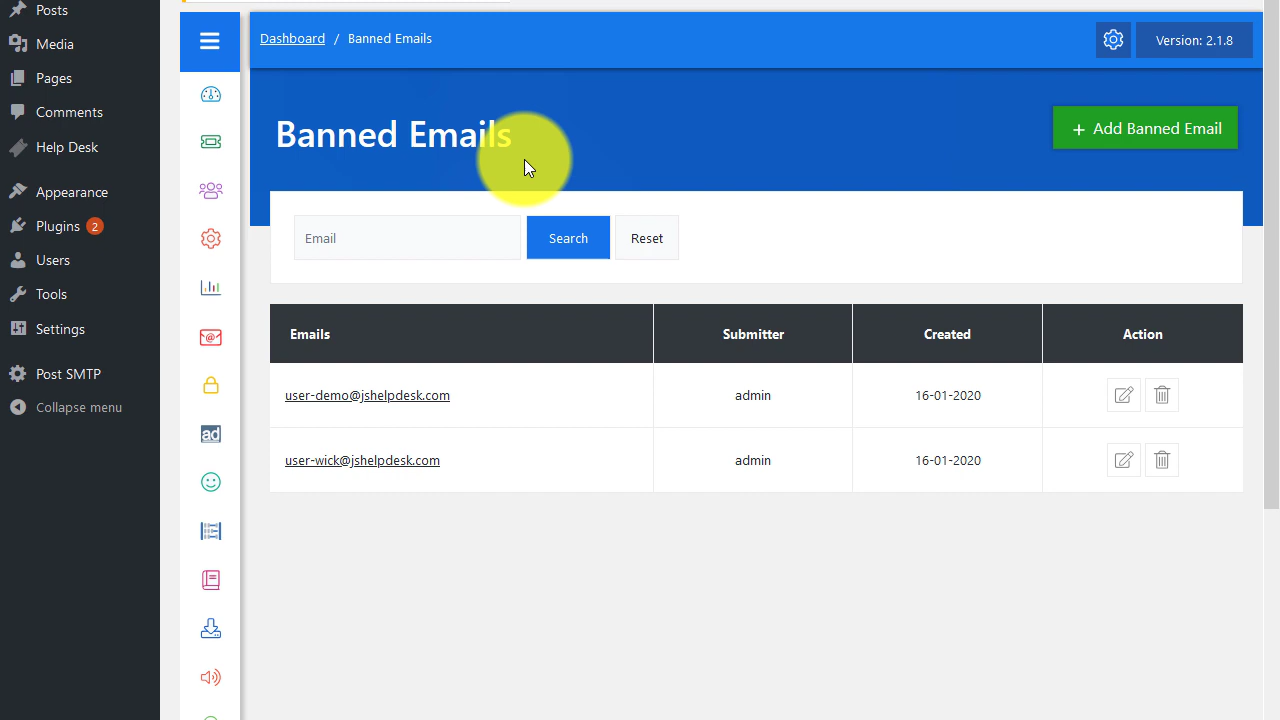 Posts
Media
Pages
Comments
Help Desk
Appearance
Plugins 2
Users
Tools
Settings
Post SMTP
Collapse menu
Dashboard / Banned Emails
Version: 2.1.8
Banned Emails
+ Add Banned Email
Email Search Reset
Emails Submitter Created Action
user-demo@jshelpdesk.com admin 16-01-2020
user-wick@jshelpdesk.com admin 16-01-2020
@
ad